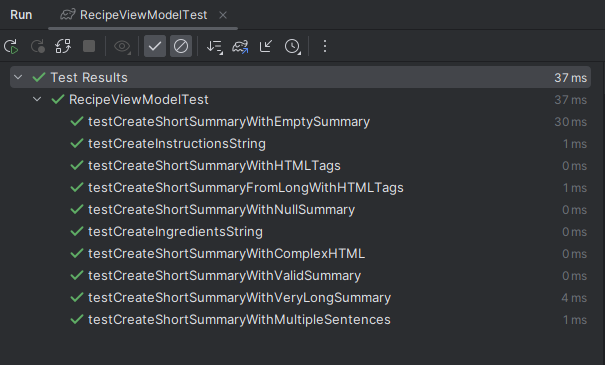 Run RecipeViewModelTest
Test Results 37 ms
RecipeViewModelTest 37 ms
testCreateShortSummaryWithEmptySummary 30 ms
testCreateInstructionsString 1 ms
testCreateShortSummaryWithHTMLTags 0 ms
testCreateShortSummaryFromLongWithHTMLTags 1 ms
testCreateShortSummaryWithNullSummary 0 ms
testCreateIngredientsString 0 ms
testCreateShortSummaryWithComplexHTML 0 ms
testCreateShortSummaryWithValidSummary 0 ms
testCreateShortSummaryWithVeryLongSummary 4 ms
testCreateShortSummaryWithMultipleSentences 1 ms